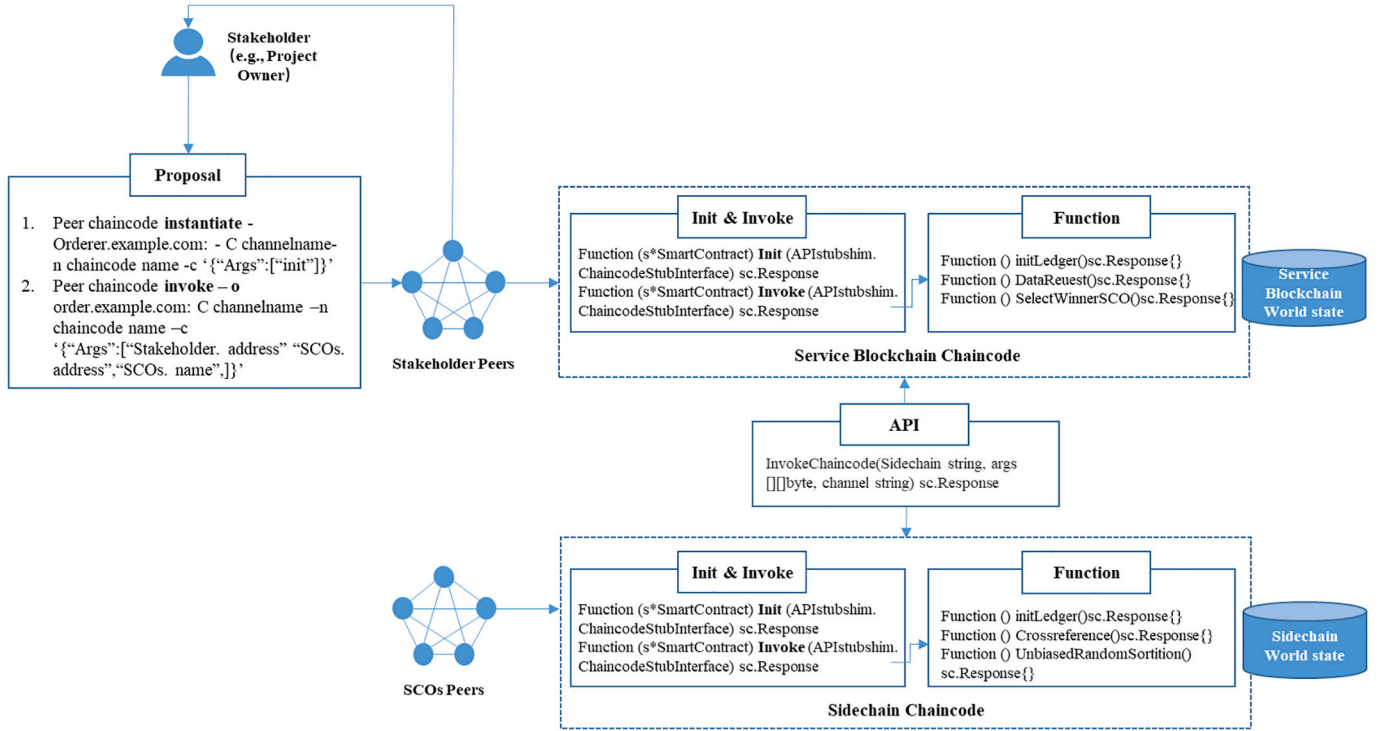 Stakeholder
(e.g., Project
Owner)
Proposal
1. Peer chaincode instantiate -
Orderer.example.com: - C channelname-
n chaincode name -c ‘{“Args”:[“init”]}’
2. Peer chaincode invoke – o
order.example.com: C channelname –n
chaincode name –c
‘{“Args”:[“Stakeholder. address” “SCOs.
address”,“SCOs. name”,]}’
Stakeholder Peers
Init & Invoke
Function (s*SmartContract) Init (APIstubshim.
ChaincodeStubInterface) sc.Response
Function (s*SmartContract) Invoke (APIstubshim.
ChaincodeStubInterface) sc.Response
Function
Function () initLedger()sc.Response{}
Function () DataReuest()sc.Response{}
Function () SelectWinnerSCO()sc.Response{}
Service Blockchain Chaincode
Service
Blockchain
World state
API
InvokeChaincode(Sidechain string, args
[][]byte, channel string) sc.Response
SCOs Peers
Init & Invoke
Function (s*SmartContract) Init (APIstubshim.
ChaincodeStubInterface) sc.Response
Function (s*SmartContract) Invoke (APIstubshim.
ChaincodeStubInterface) sc.Response
Function
Function () initLedger()sc.Response{}
Function () Crossreference()sc.Response{}
Function () UnbiasedRandomSortition()
sc.Response{}
Sidechain Chaincode
Sidechain
World state